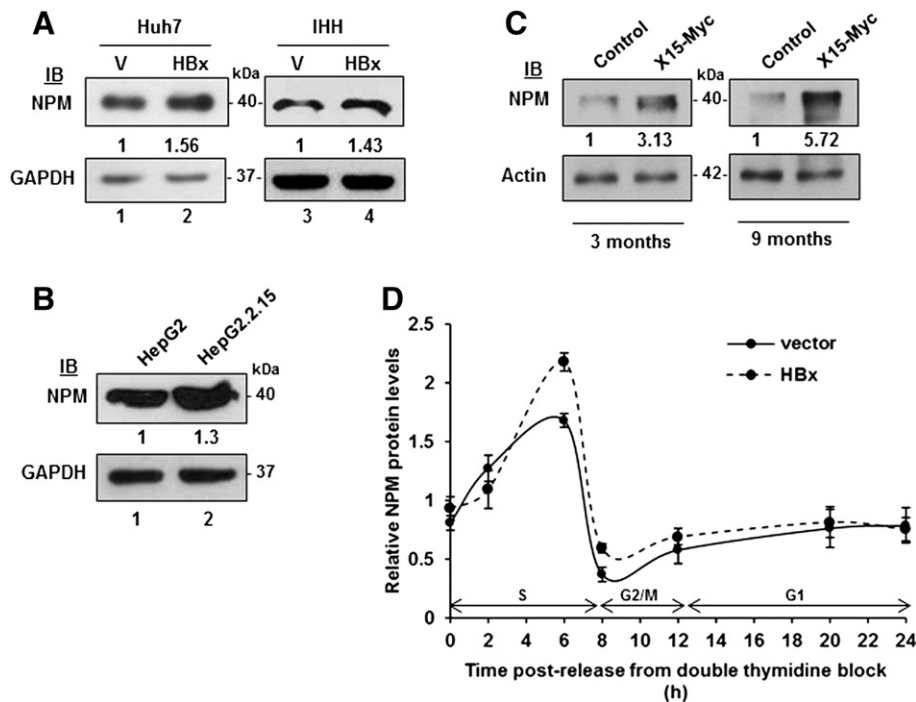 A
Huh7 IHH
IB V HBx kDa V HBx
NPM - 40 -
1 1.56 1 1.43
GAPDH - 37 -
1 2 3 4
C
Control X15-Myc Control X15-Myc
IB kDa
NPM - 40 -
1 3.13 1 5.72
Actin - 42 -
3 months 9 months
B
HepG2 HepG2.2.15
IB kDa
NPM - 40
1 1.3
GAPDH - 37
1 2
D
Relative NPM protein levels
2.5
2
1.5
1
0.5
0
vector
HBx
S G2/M G1
0 2 4 6 8 10 12 14 16 18 20 22 24
Time post-release from double thymidine block
(h)